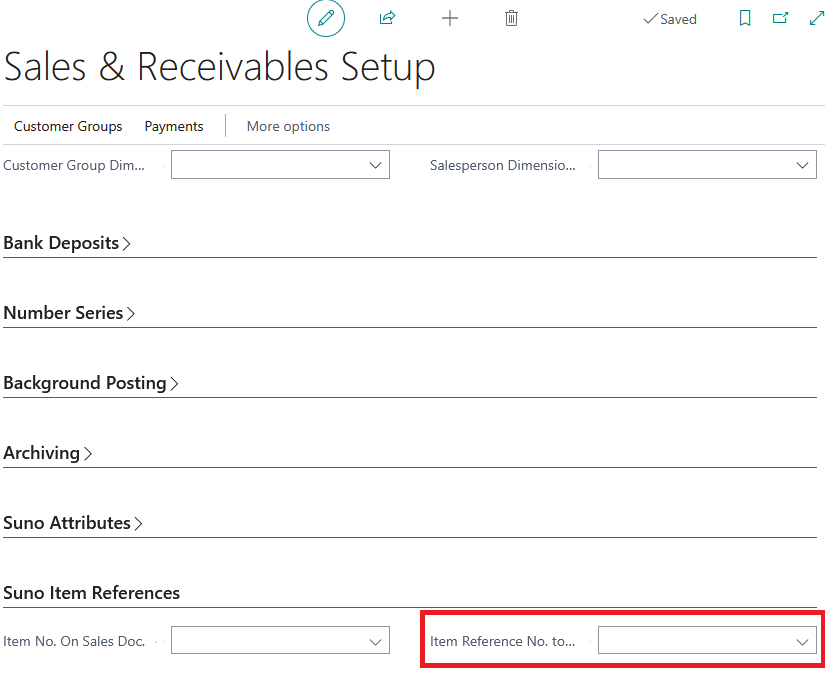 Saved
Sales & Receivables Setup
Customer Groups Payments More options
Customer Group Dim... Salesperson Dimensio...
Bank Deposits
Number Series
Background Posting
Archiving
Suno Attributes
Suno Item References
Item No. On Sales Doc. Item Reference No. to...